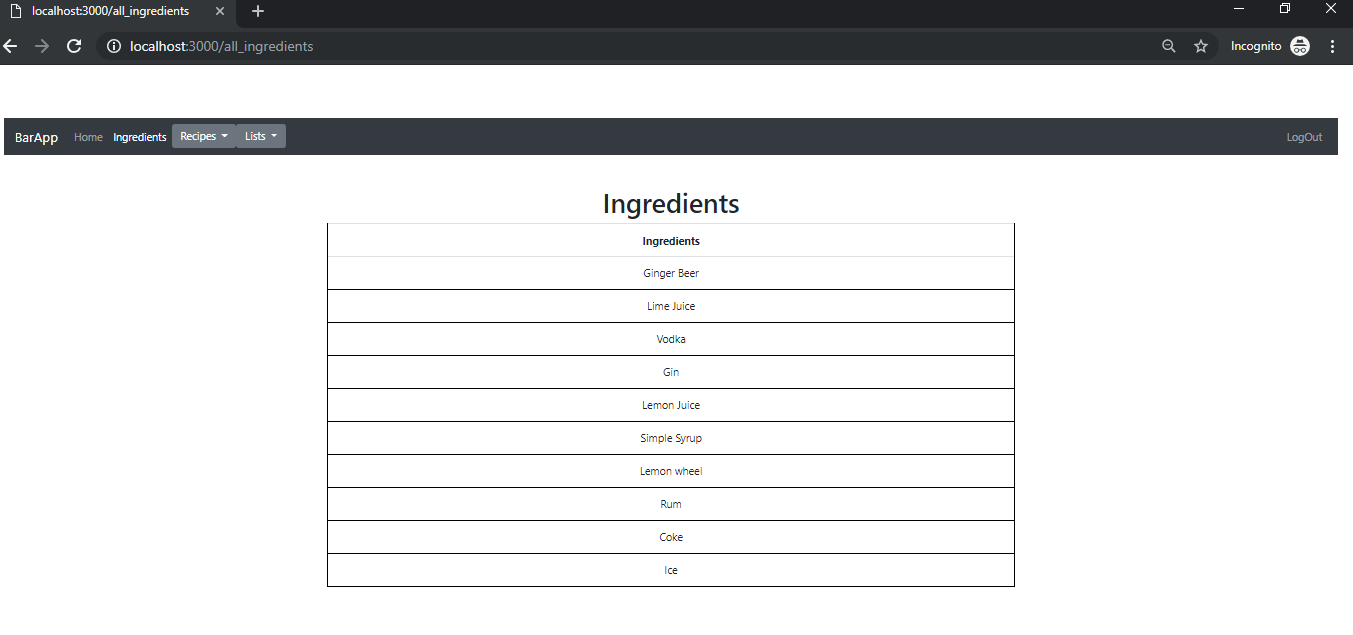 localhost:3000/all_ingredients
localhost:3000/all_ingredients
Incognito
BarApp Home Ingredients Recipes Lists LogOut
Ingredients
Ingredients
Ginger Beer
Lime Juice
Vodka
Gin
Lemon Juice
Simple Syrup
Lemon wheel
Rum
Coke
Ice